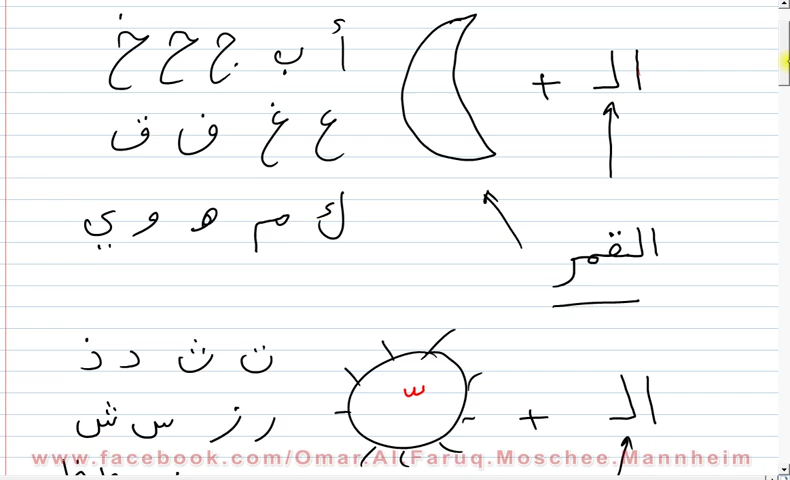 الـ + أ ب ج ح خ
ع غ ف ق
ك م ه و ي
القمر
الـ + س ت ث د ذ
ر ز س ش
www.facebook.com/Omar.Al.Faruq.Moschee.Mannheim